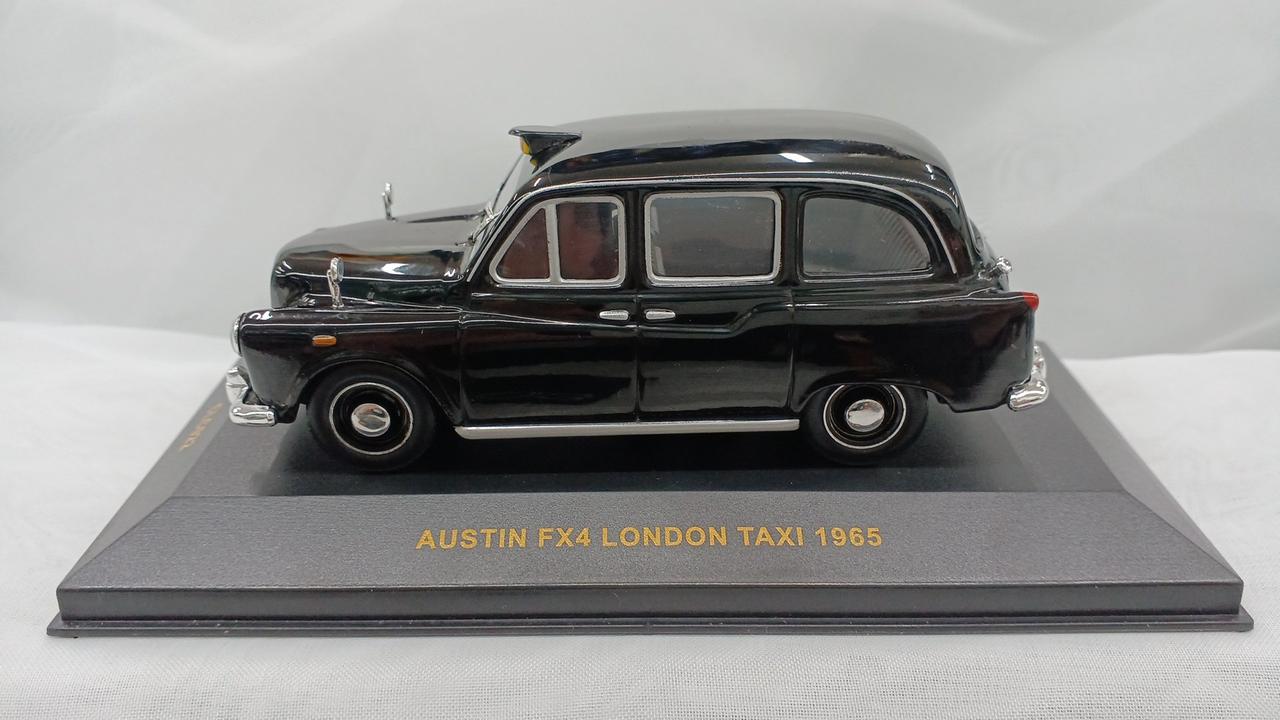 AUSTIN FX4 LONDON TAXI 1965